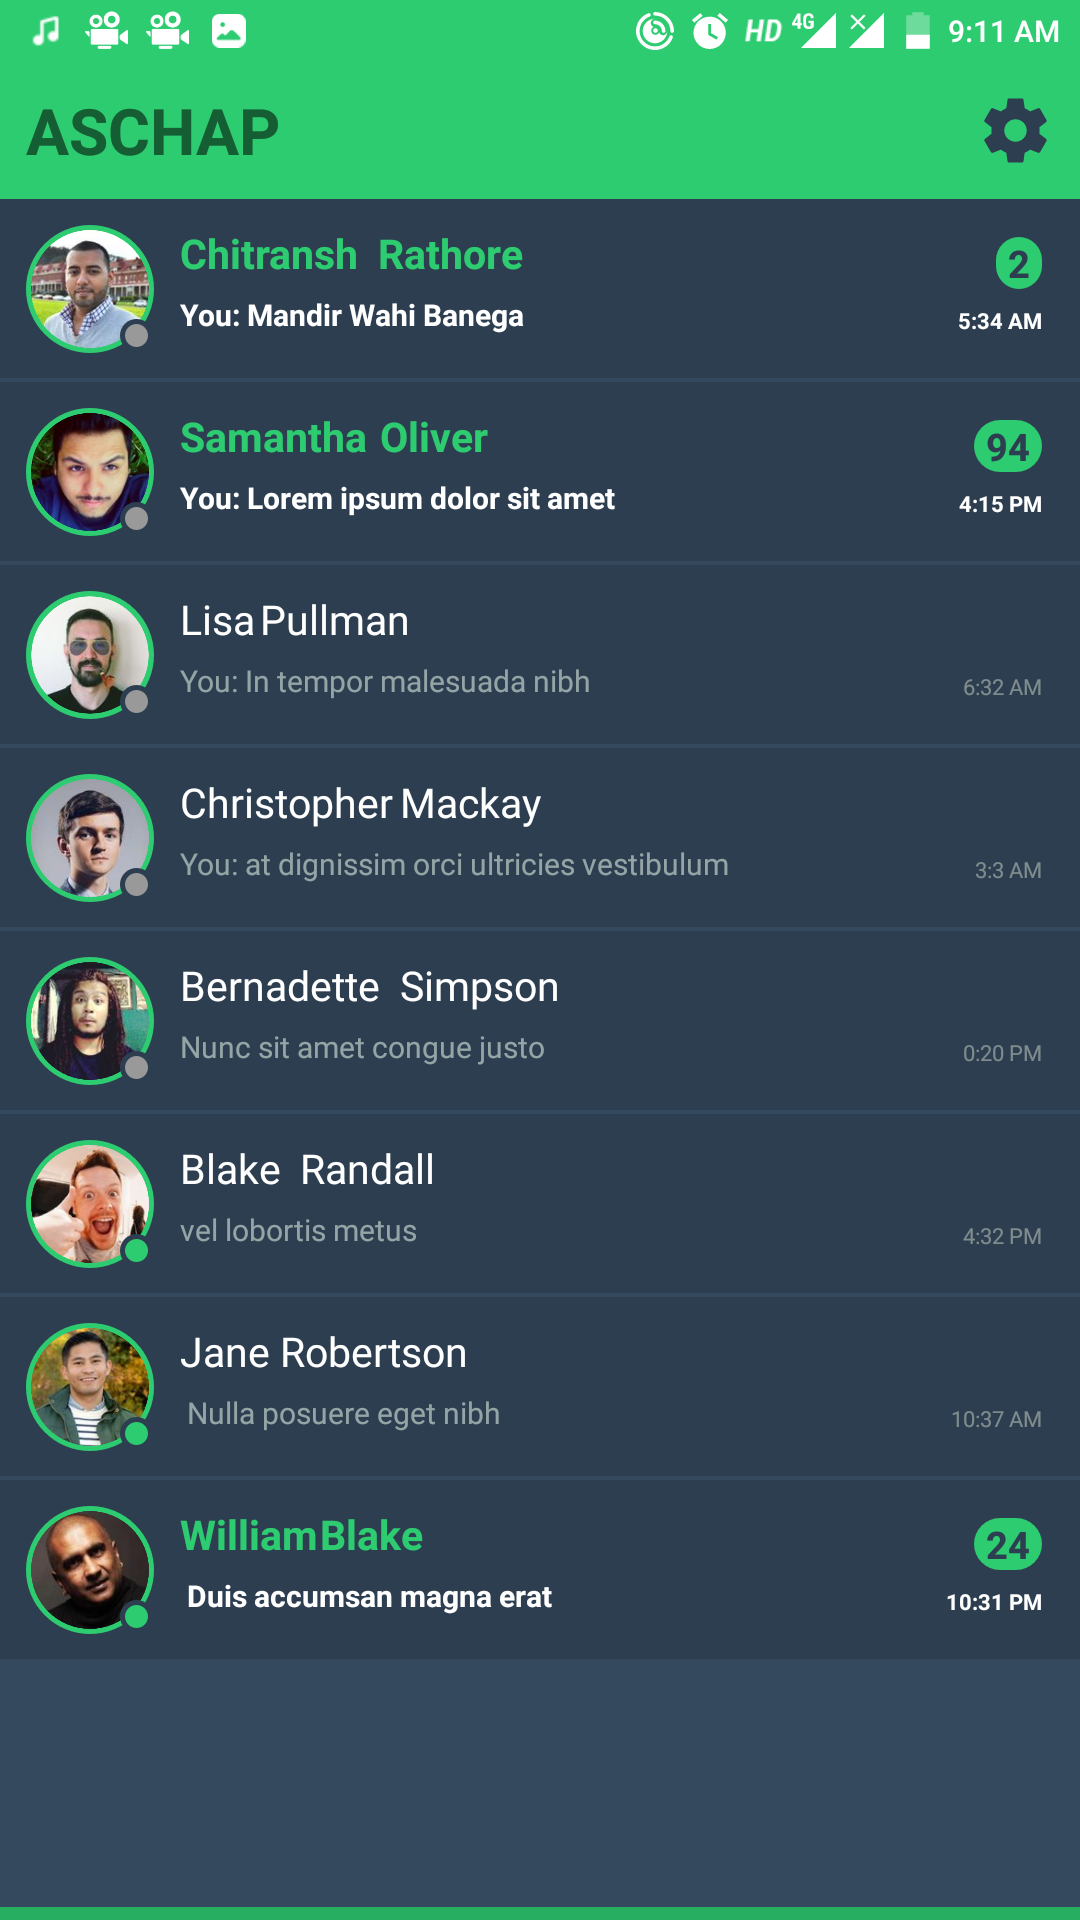 HD 4G 9:11 AM
ASCHAP
Chitransh Rathore
2
You: Mandir Wahi Banega
5:34 AM
Samantha Oliver
94
You: Lorem ipsum dolor sit amet
4:15 PM
Lisa Pullman
You: In tempor malesuada nibh
6:32 AM
Christopher Mackay
You: at dignissim orci ultricies vestibulum
3:3 AM
Bernadette Simpson
Nunc sit amet congue justo
0:20 PM
Blake Randall
vel lobortis metus
4:32 PM
Jane Robertson
Nulla posuere eget nibh
10:37 AM
William Blake
24
Duis accumsan magna erat
10:31 PM